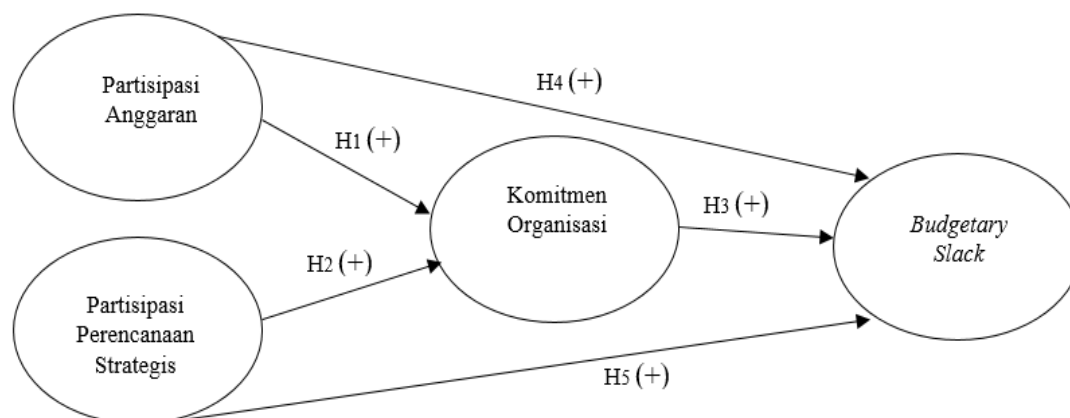 Partisipasi
Anggaran
H4 (+)
H1 (+)
Komitmen
Organisasi
H3 (+)
Budgetary
Slack
H2 (+)
Partisipasi
Perencanaan
Strategis
H5 (+)